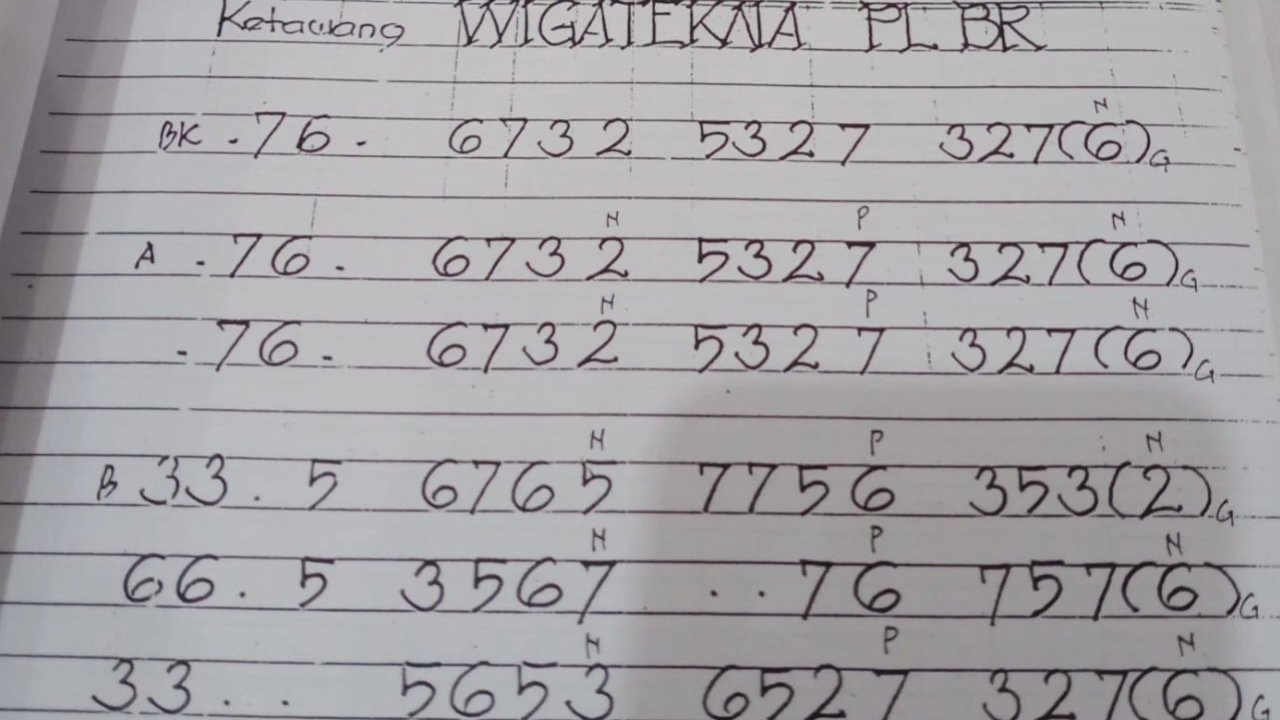 Ketawang WIGATEKNA PL BR
N
BK .76. 6732 5327 327(6)G
N P N
A .76. 6732 5327 327(6)G
N P N
.76. 6732 5327 327(6)G
N P N
B 33.5 6765 7756 353(2)G
N P N
66.5 3567 ..76 757(6)G
N P N
33.. 5653 6527 327(6)G